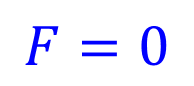 F = 0